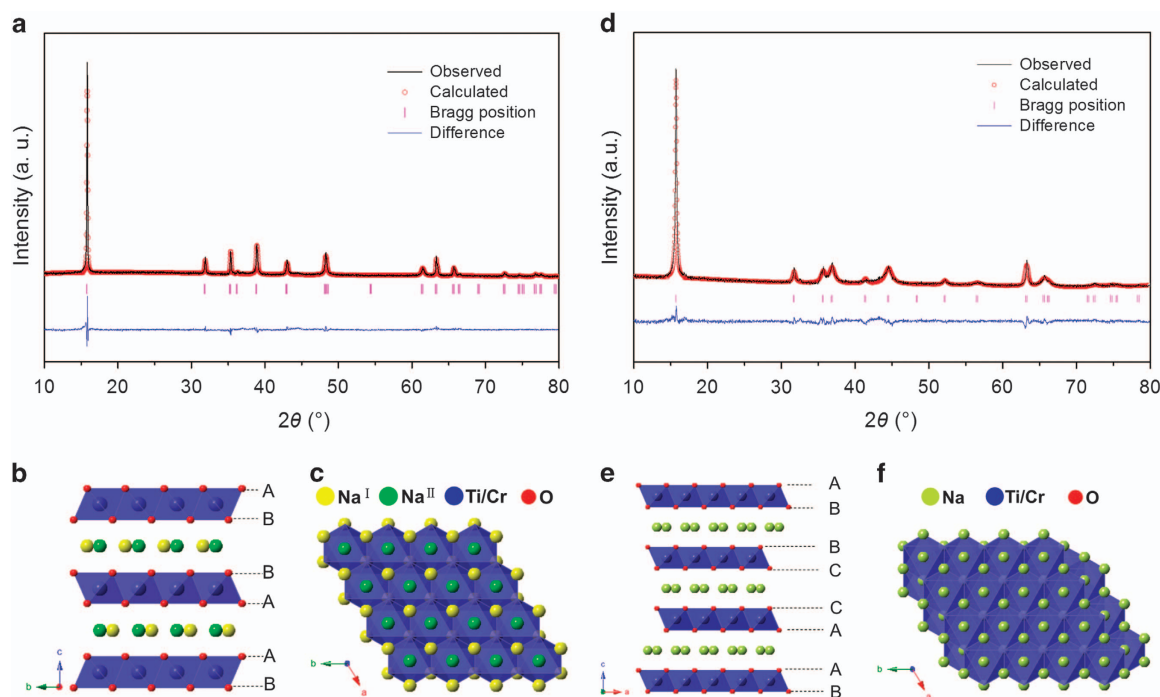 a
Intensity (a. u.)
Observed
Calculated
Bragg position
Difference
10 20 30 40 50 60 70 80
2θ (°)
d
Intensity (a. u.)
Observed
Calculated
Bragg position
Difference
10 20 30 40 50 60 70 80
2θ (°)
b
A
B
B
A
A
B
c
b
a
c
Na^I Na^II Ti/Cr O
b
a
e
A
B
B
C
C
A
A
B
c
b
a
f
Na Ti/Cr O
b
a